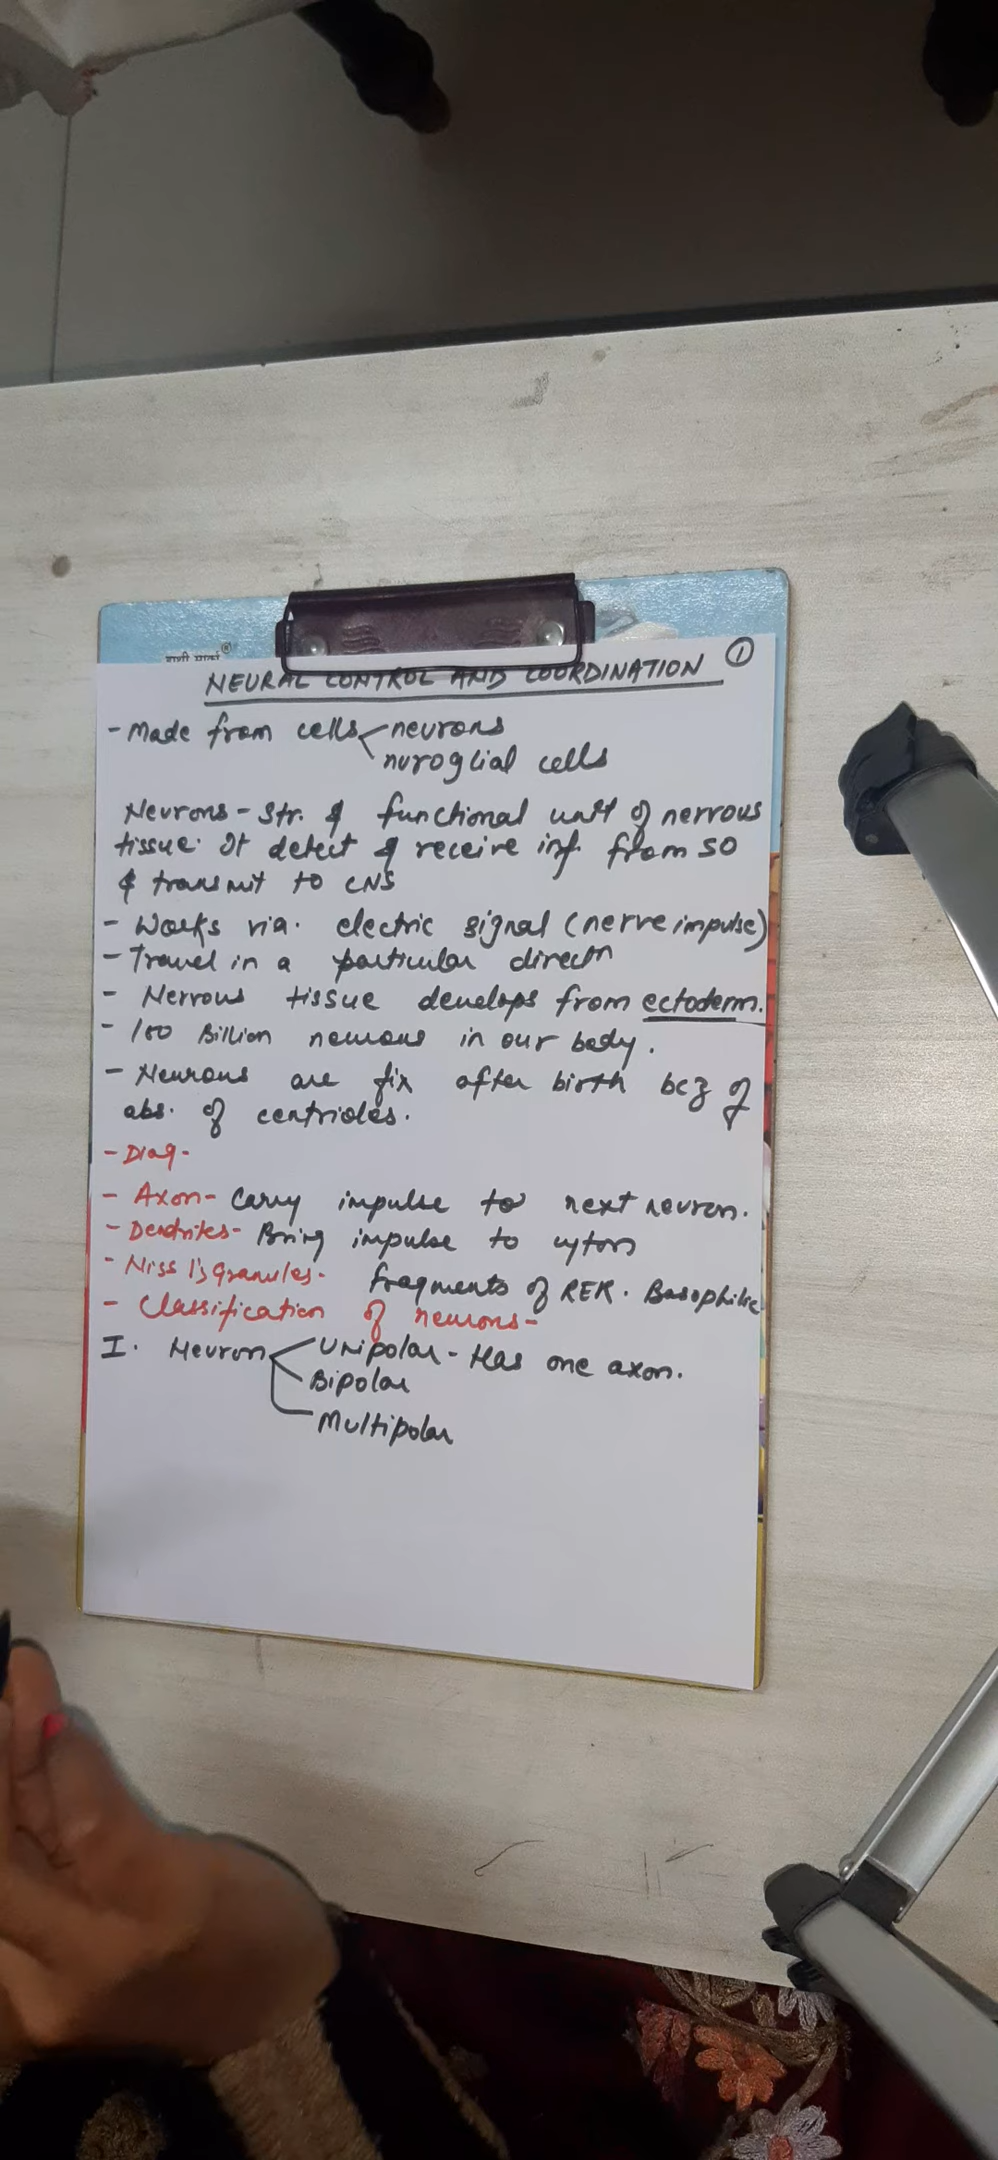 हाथी मार्का®
NEURAL CONTROL AND COORDINATION ①
- Made from cells neurons
nuroglial cells
Neurons - Str. & functional unit of nervous
tissue. It detect & receive inf. from SO
& transmit to CNS
- Works via. electric signal (nerve impulse)
- Travel in a particular directn
- Nervous tissue develops from ectoderm.
- 100 Billion neurons in our body.
- Neurons are fix after birth bcz of
abs. of centrioles.
- Diag -
- Axon - Carry impulse to next neuron.
- Dendrites - Bring impulse to cyton
- Nissl's granules - fragments of RER. Basophilic
- Classification of neurons -
I. Neuron Unipolar - Has one axon.
Bipolar
Multipolar